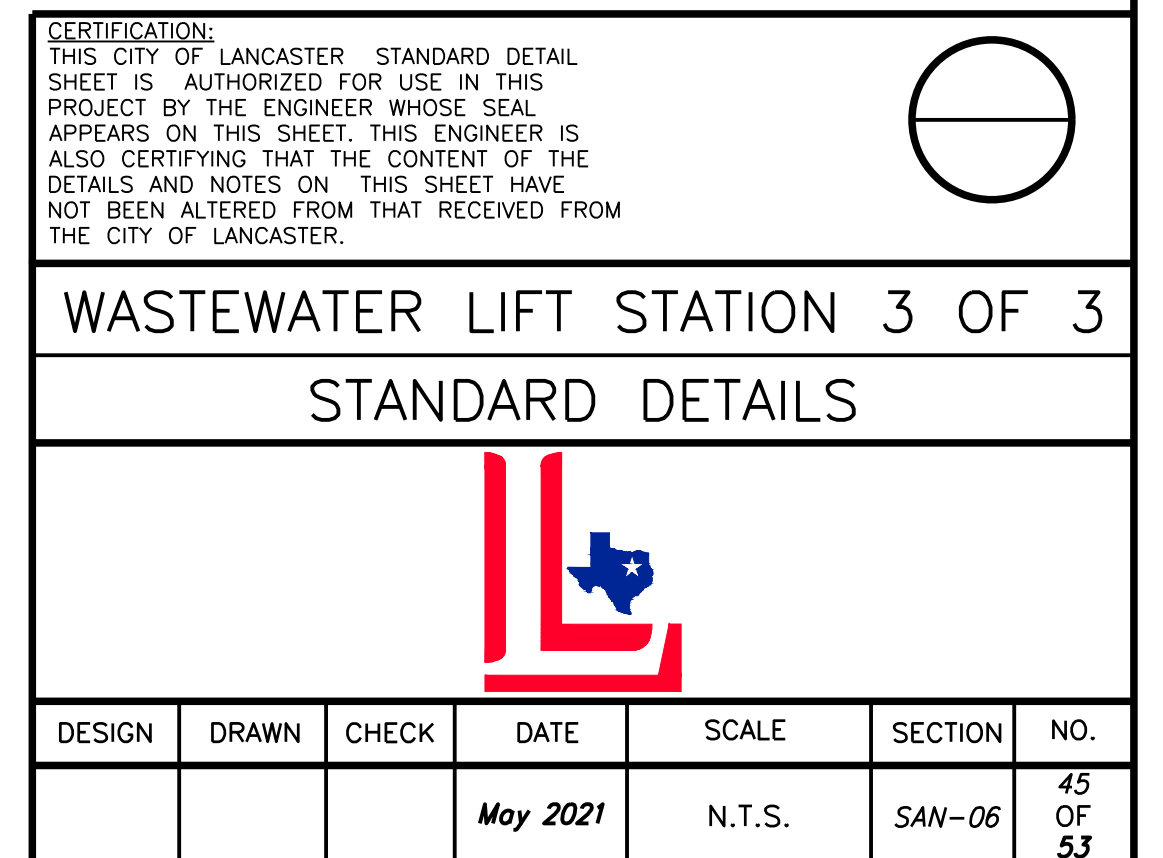 CERTIFICATION:
THIS CITY OF LANCASTER STANDARD DETAIL
SHEET IS AUTHORIZED FOR USE IN THIS
PROJECT BY THE ENGINEER WHOSE SEAL
APPEARS ON THIS SHEET. THIS ENGINEER IS
ALSO CERTIFYING THAT THE CONTENT OF THE
DETAILS AND NOTES ON THIS SHEET HAVE
NOT BEEN ALTERED FROM THAT RECEIVED FROM
THE CITY OF LANCASTER.
WASTEWATER LIFT STATION 3 OF 3
STANDARD DETAILS
DESIGN DRAWN CHECK DATE SCALE SECTION NO.
May 2021 N.T.S. SAN-06 45
OF
53